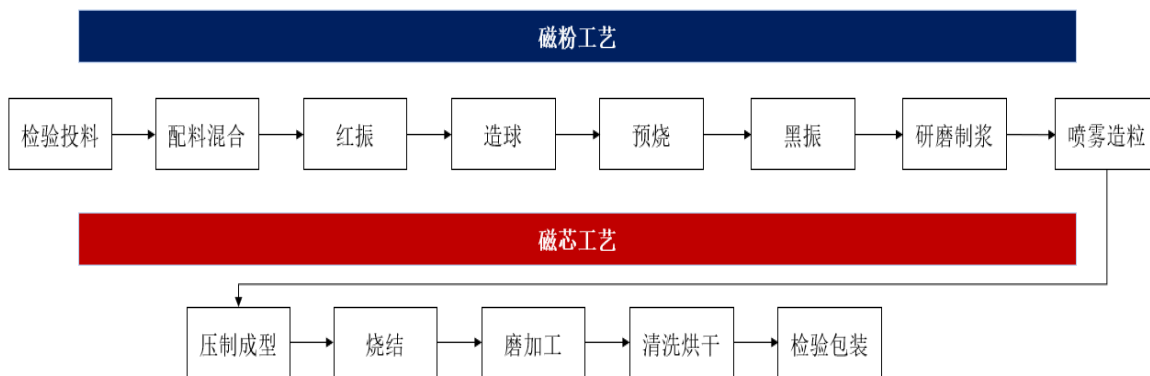 磁粉工艺
检验投料 配料混合 红振 造球 预烧 黑振 研磨制浆 喷雾造粒
磁芯工艺
压制成型 烧结 磨加工 清洗烘干 检验包装